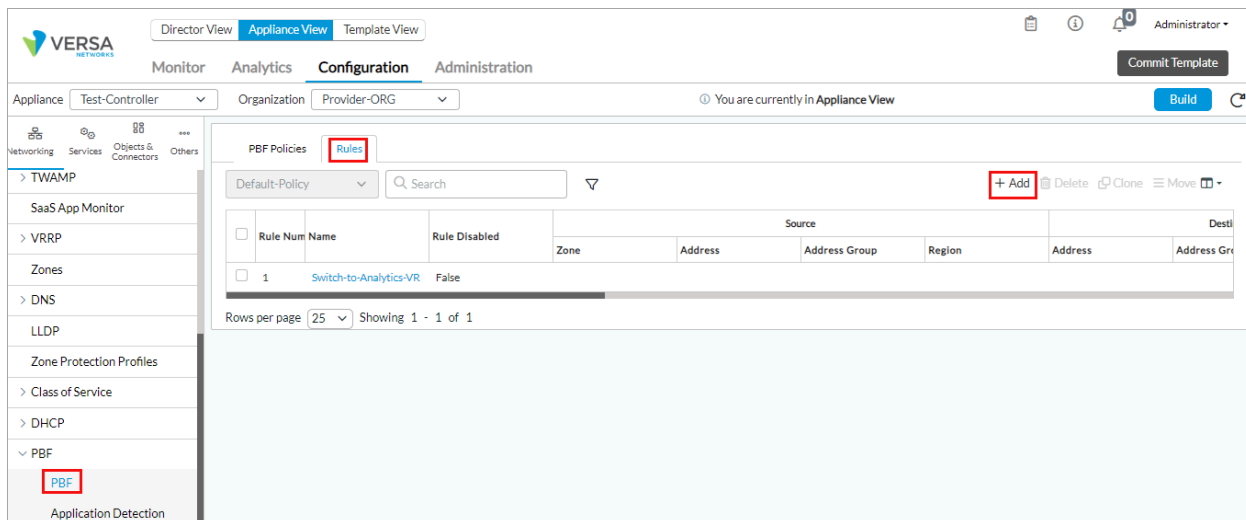 Director View Appliance View Template View
0
Administrator
VERSA
NETWORKS
Monitor Analytics Configuration Administration
Commit Template
Appliance Test-Controller Organization Provider-ORG You are currently in Appliance View Build
Networking Services Objects & Connectors Others
PBF Policies Rules
> TWAMP
Default-Policy Search + Add Delete Clone Move
SaaS App Monitor
Source Desti
Rule Num Name Rule Disabled
> VRRP
Zone Address Address Group Region Address Address Gro
Zones
1 Switch-to-Analytics-VR False
> DNS
Rows per page 25 Showing 1 - 1 of 1
LLDP
Zone Protection Profiles
> Class of Service
> DHCP
PBF
PBF
Application Detection